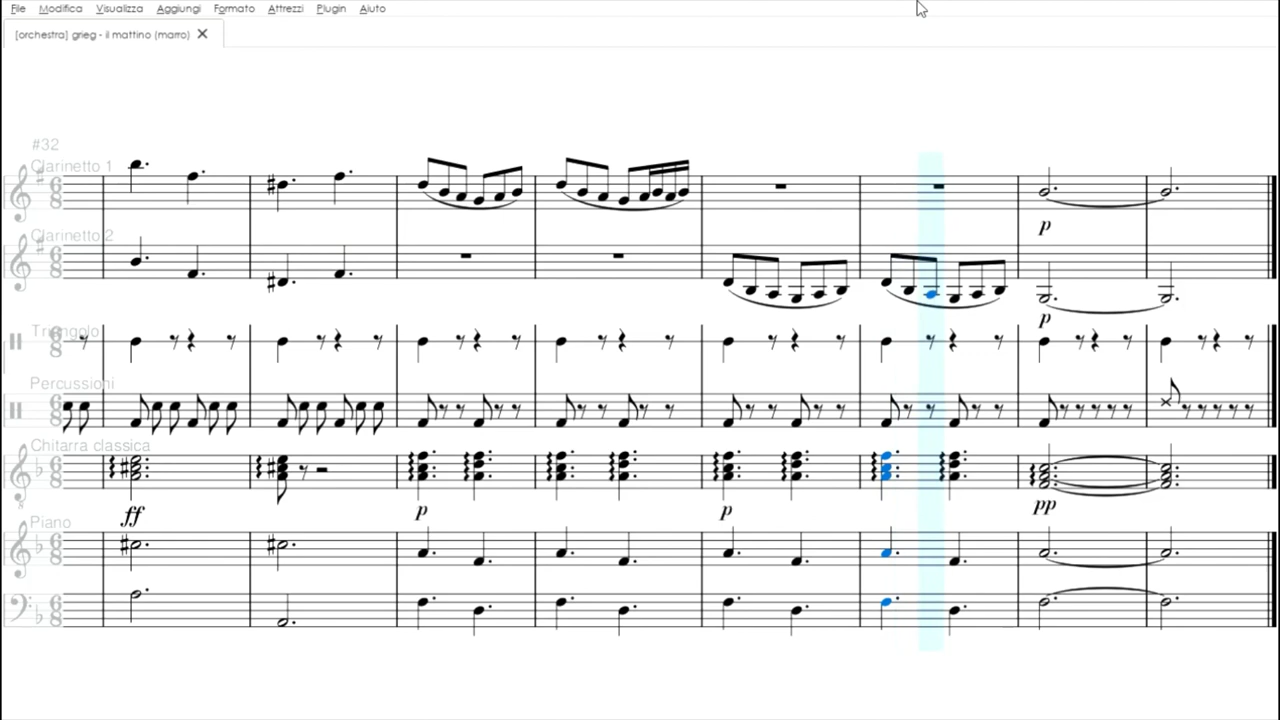 File Modifica Visualizza Aggiungi Formato Attrezzi Plugin Aiuto
[orchestra] grieg - il mattino (marro)
#32
Clarinetto 1
p
Clarinetto 2
p
Triangolo
Percussioni
Chitarra classica
ff p p pp
Piano